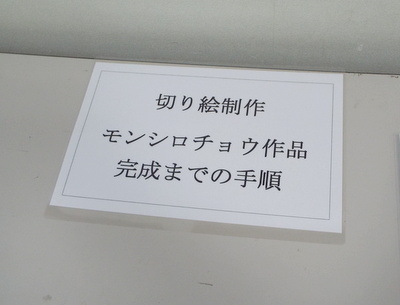 切り絵制作
モンシロチョウ作品
完成までの手順